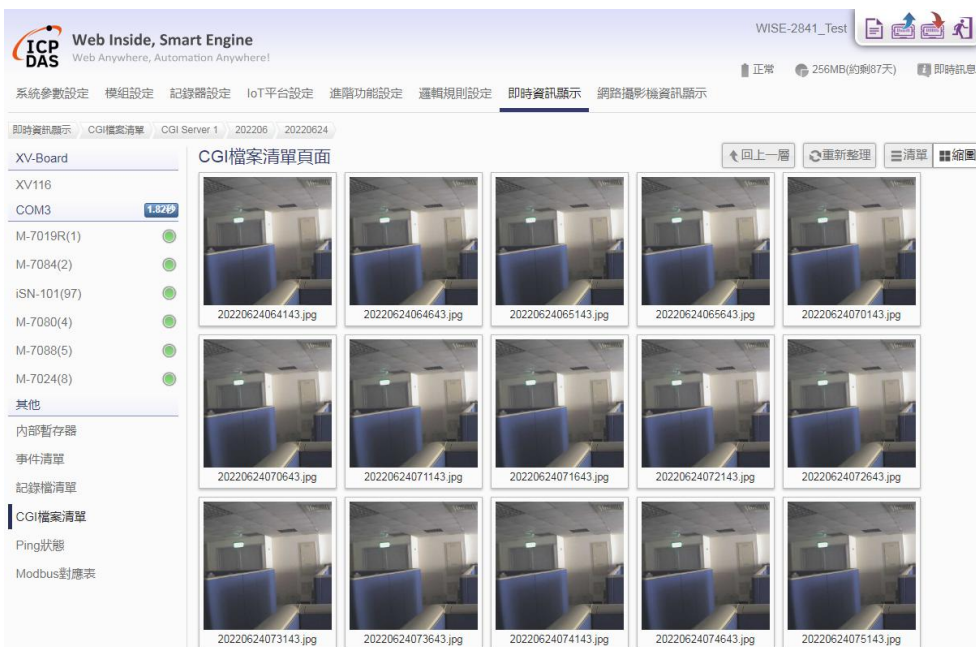 ICP DAS
Web Inside, Smart Engine
Web Anywhere, Automation Anywhere!
WISE-2841_Test
正常 256MB(約剩87天) 即時訊息
系統參數設定 模組設定 記錄器設定 IoT平台設定 進階功能設定 邏輯規則設定 即時資訊顯示 網路攝影機資訊顯示
即時資訊顯示 CGI檔案清單 CGI Server 1 202206 20220624
XV-Board
XV116
COM3 1.82秒
M-7019R(1)
M-7084(2)
iSN-101(97)
M-7080(4)
M-7088(5)
M-7024(8)
其他
內部暫存器
事件清單
記錄檔清單
CGI檔案清單
Ping狀態
Modbus對應表
CGI檔案清單頁面
回上一層 重新整理 清單 縮圖
20220624064143.jpg 20220624064643.jpg 20220624065143.jpg 20220624065643.jpg 20220624070143.jpg
20220624070643.jpg 20220624071143.jpg 20220624071643.jpg 20220624072143.jpg 20220624072643.jpg
20220624073143.jpg 20220624073643.jpg 20220624074143.jpg 20220624074643.jpg 20220624075143.jpg